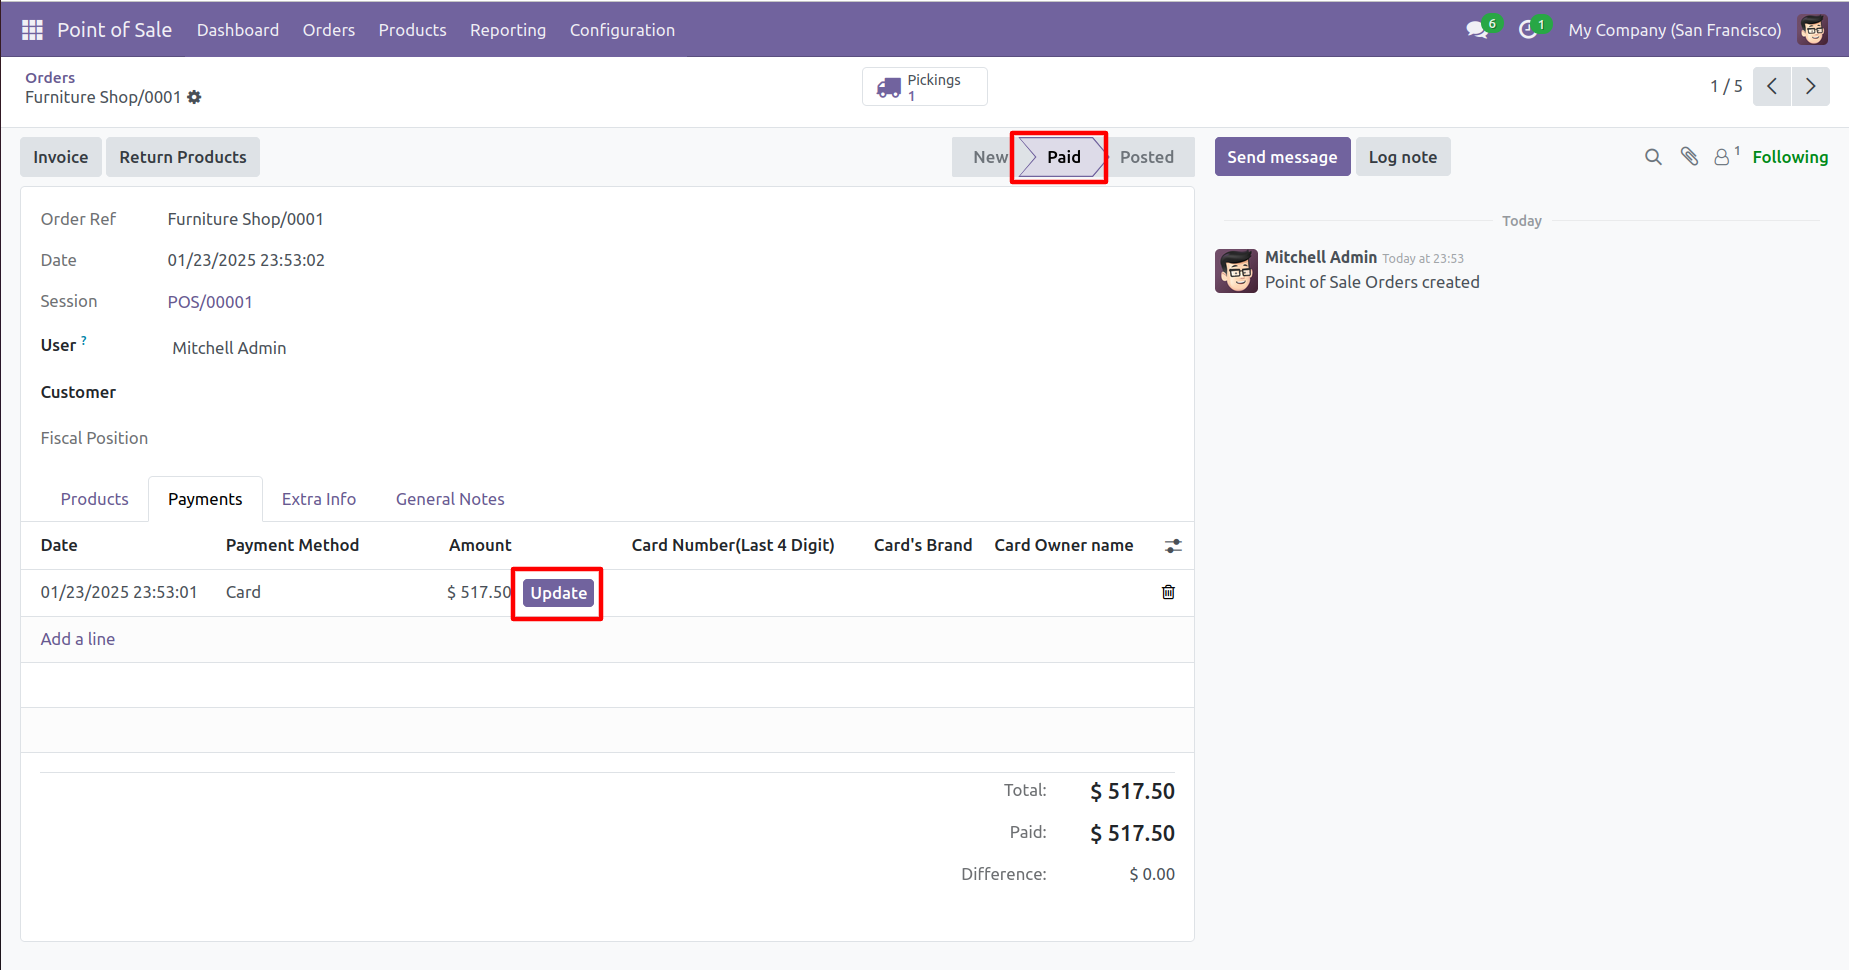 Point of Sale Dashboard Orders Products Reporting Configuration 6 1 My Company (San Francisco)
Orders
Furniture Shop/0001
Pickings
1
1 / 5
Invoice Return Products New Paid Posted Send message Log note 1 Following
Order Ref Furniture Shop/0001
Date 01/23/2025 23:53:02
Session POS/00001
User ? Mitchell Admin
Customer
Fiscal Position
Today
Mitchell Admin Today at 23:53
Point of Sale Orders created
Products Payments Extra Info General Notes
Date Payment Method Amount Card Number(Last 4 Digit) Card's Brand Card Owner name
01/23/2025 23:53:01 Card $ 517.50 Update
Add a line
Total: $ 517.50
Paid: $ 517.50
Difference: $ 0.00